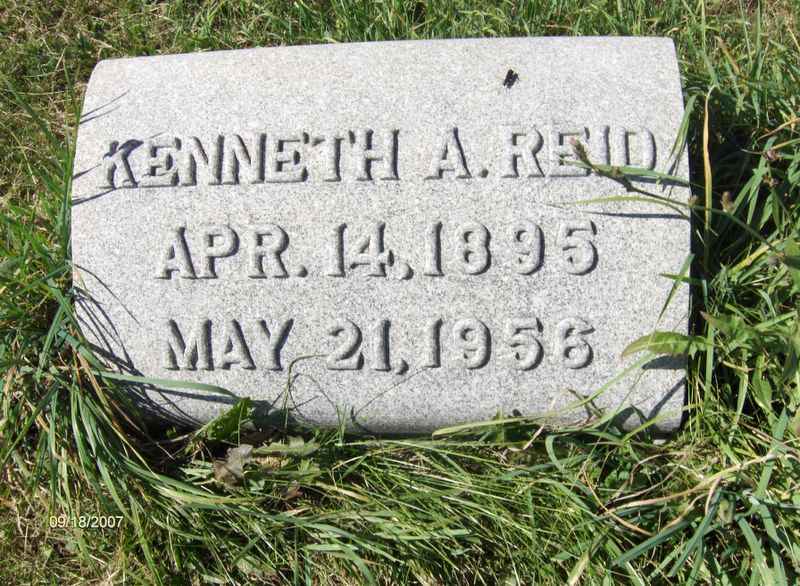 KENNETH A. REID
APR. 14, 1895
MAY 21, 1956
09/18/2007